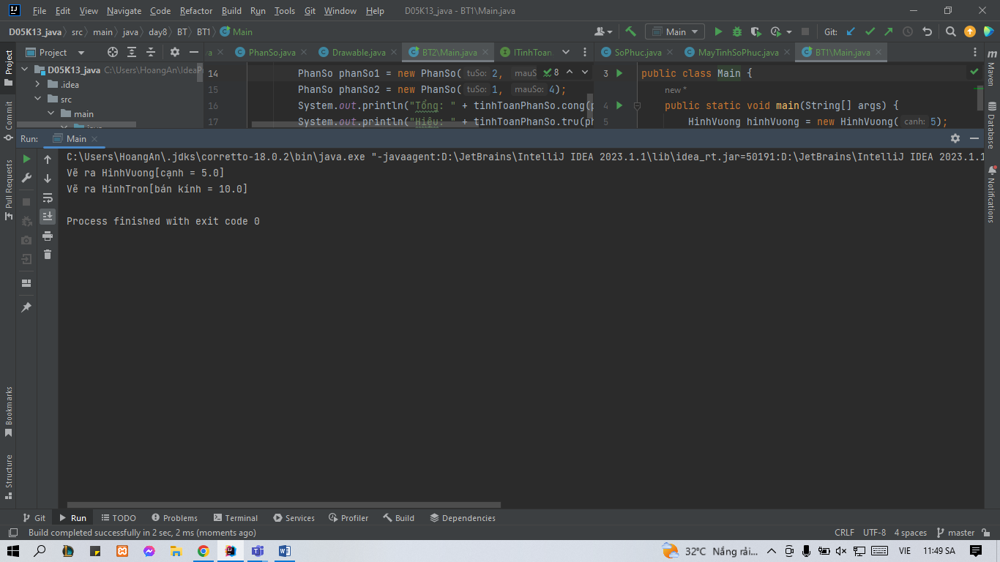 File Edit View Navigate Code Refactor Build Run Tools Git Window Help D05K13_java - BT1\Main.java
D05K13_java src main java day8 BT BT1 Main Main Git:
Project PhanSo.java Drawable.java BT2\Main.java ITinhToan SoPhuc.java MayTinhSoPhuc.java BT1\Main.java
D05K13_java C:\Users\HoangAn\IdeaP
.idea
src
main
14 PhanSo phanSo1 = new PhanSo( tuSo: 2, mauS 8
15 PhanSo phanSo2 = new PhanSo( tuSo: 1, mauSo: 4);
16 System.out.println("Tổng: " + tinhToanPhanSo.cong(p
17 System.out.println("Hiệu: " + tinhToanPhanSo.tru(ph
3 public class Main {
new *
4 public static void main(String[] args) {
5 HinhVuong hinhVuong = new HinhVuong( canh: 5);
Run: Main
C:\Users\HoangAn\.jdks\corretto-18.0.2\bin\java.exe "-javaagent:D:\JetBrains\IntelliJ IDEA 2023.1.1\lib\idea_rt.jar=50191:D:\JetBrains\IntelliJ IDEA 2023.1.1
Vẽ ra HinhVuong[cạnh = 5.0]
Vẽ ra HinhTron[bán kính = 10.0]
Process finished with exit code 0
Project
Commit
Pull Requests
Bookmarks
Structure
Maven
Database
Notifications
Git Run TODO Problems Terminal Services Profiler Build Dependencies
Build completed successfully in 2 sec, 2 ms (moments ago) CRLF UTF-8 4 spaces master
32°C Nắng rải... VIE 11:49 SA